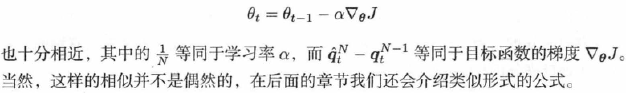 θ_t = θ_{t-1} − α∇_θ J
也十分相近，其中的 1/N 等同于学习率 α，而 q̂_t^N − q_t^{N−1} 等同于目标函数的梯度 ∇_θ J。
当然，这样的相似并不是偶然的，在后面的章节我们还会介绍类似形式的公式。